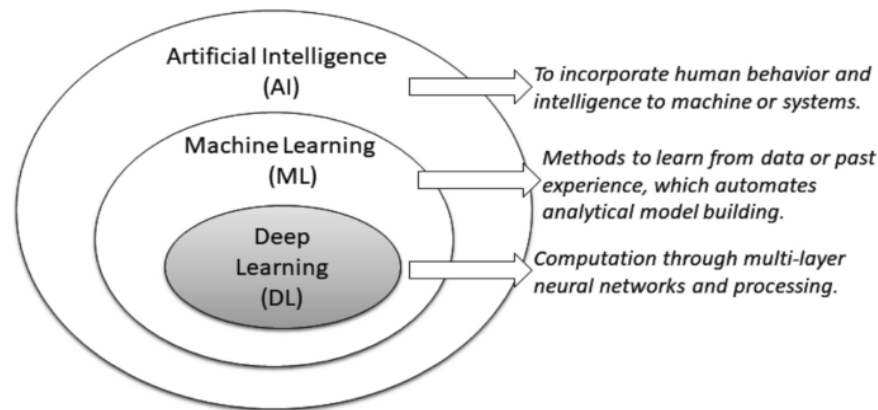 Artificial Intelligence
(AI)
To incorporate human behavior and
intelligence to machine or systems.
Machine Learning
(ML)
Methods to learn from data or past
experience, which automates
analytical model building.
Deep
Learning
(DL)
Computation through multi-layer
neural networks and processing.